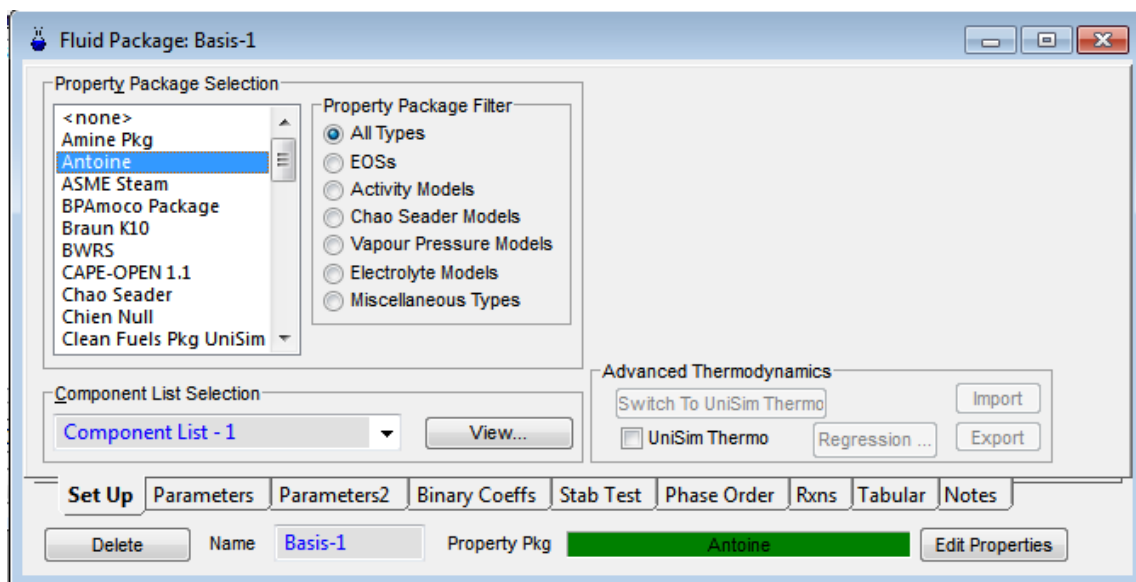 Fluid Package: Basis-1
Property Package Selection
<none>
Amine Pkg
Antoine
ASME Steam
BPAmoco Package
Braun K10
BWRS
CAPE-OPEN 1.1
Chao Seader
Chien Null
Clean Fuels Pkg UniSim
Property Package Filter
All Types
EOSs
Activity Models
Chao Seader Models
Vapour Pressure Models
Electrolyte Models
Miscellaneous Types
Component List Selection
Component List - 1
View...
Advanced Thermodynamics
Switch To UniSim Thermo
Import
UniSim Thermo
Regression ...
Export
Set Up Parameters Parameters2 Binary Coeffs Stab Test Phase Order Rxns Tabular Notes
Delete Name Basis-1 Property Pkg Antoine Edit Properties